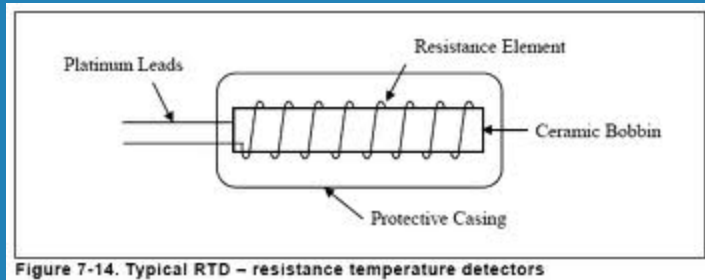 Resistance Element
Platinum Leads
Ceramic Bobbin
Protective Casing
Figure 7-14. Typical RTD – resistance temperature detectors